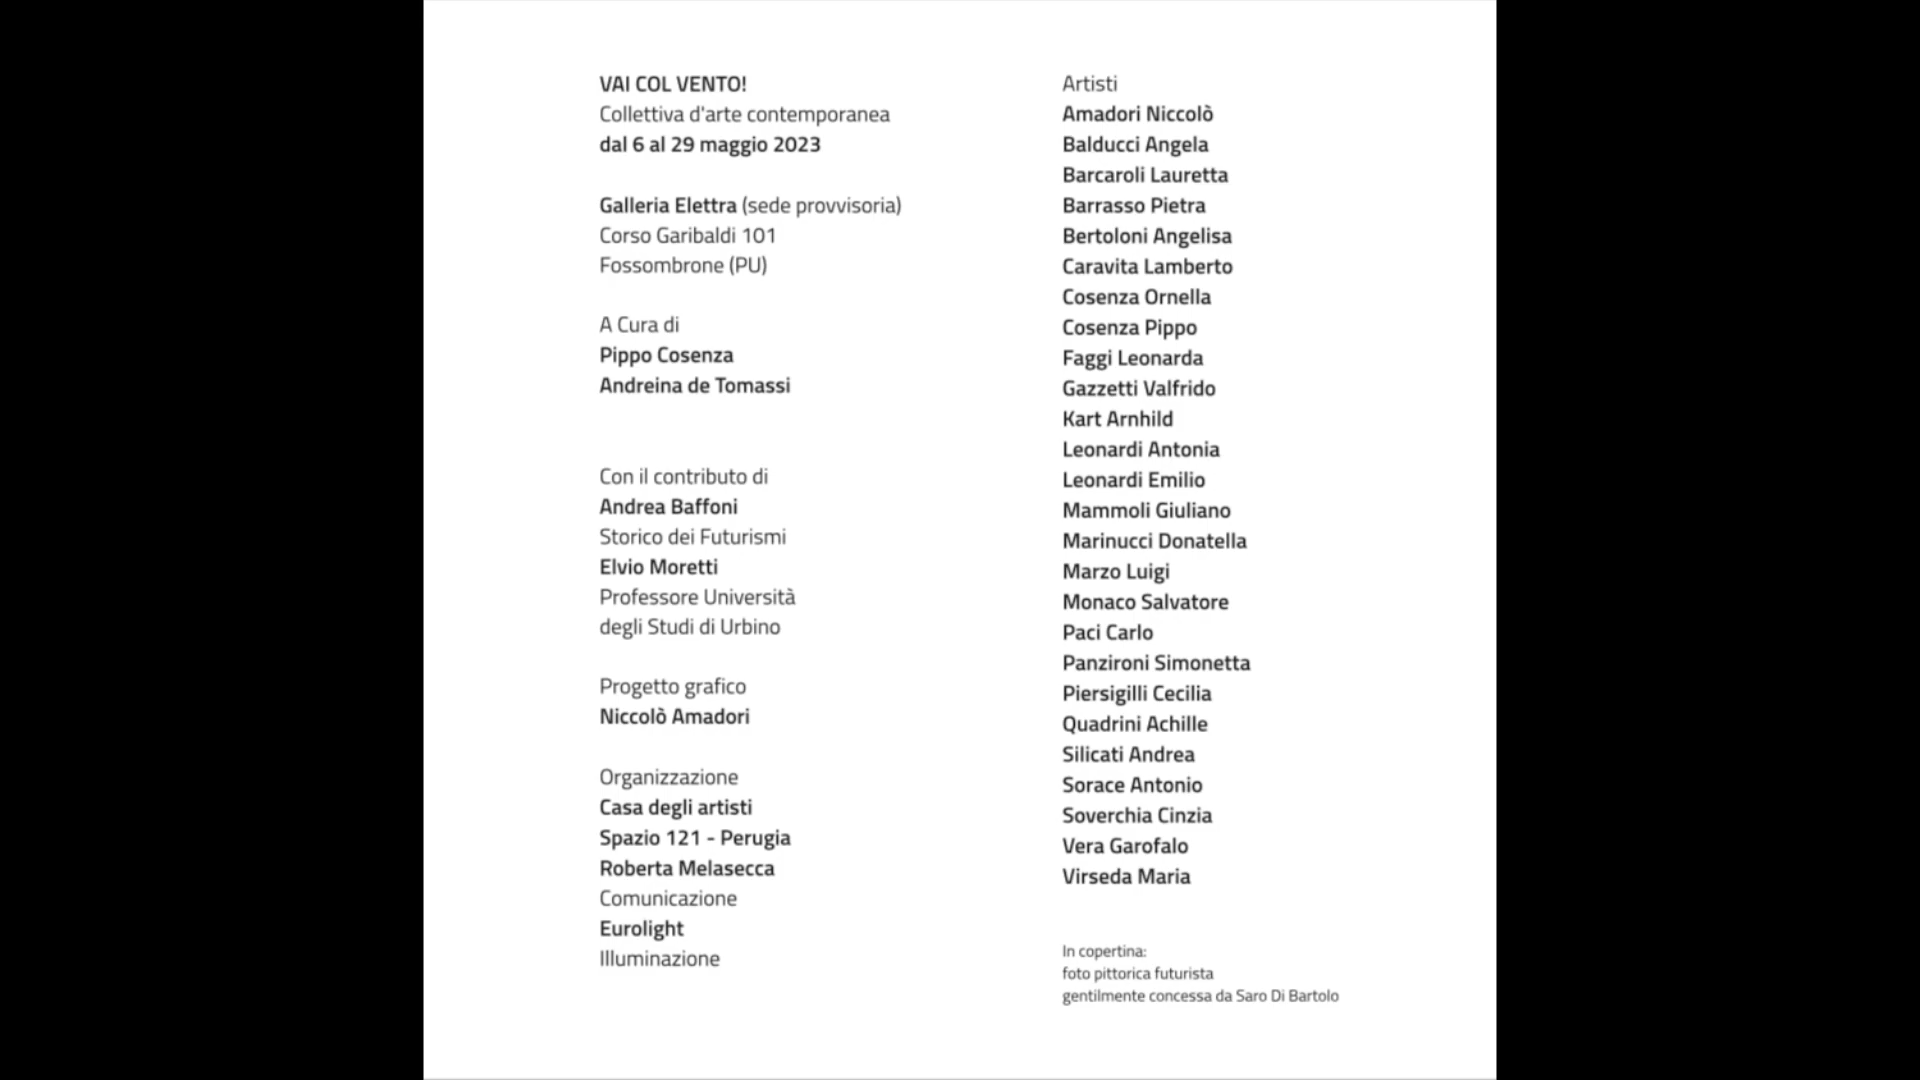 VAI COL VENTO!
Collettiva d'arte contemporanea
dal 6 al 29 maggio 2023
Galleria Elettra (sede provvisoria)
Corso Garibaldi 101
Fossombrone (PU)
A Cura di
Pippo Cosenza
Andreina de Tomassi
Con il contributo di
Andrea Baffoni
Storico dei Futurismi
Elvio Moretti
Professore Università
degli Studi di Urbino
Progetto grafico
Niccolò Amadori
Organizzazione
Casa degli artisti
Spazio 121 - Perugia
Roberta Melasecca
Comunicazione
Eurolight
Illuminazione
Artisti
Amadori Niccolò
Balducci Angela
Barcaroli Lauretta
Barrasso Pietra
Bertoloni Angelisa
Caravita Lamberto
Cosenza Ornella
Cosenza Pippo
Faggi Leonarda
Gazzetti Valfrido
Kart Arnhild
Leonardi Antonia
Leonardi Emilio
Mammoli Giuliano
Marinucci Donatella
Marzo Luigi
Monaco Salvatore
Paci Carlo
Panzironi Simonetta
Piersigilli Cecilia
Quadrini Achille
Silicati Andrea
Sorace Antonio
Soverchia Cinzia
Vera Garofalo
Virseda Maria
In copertina:
foto pittorica futurista
gentilmente concessa da Saro Di Bartolo